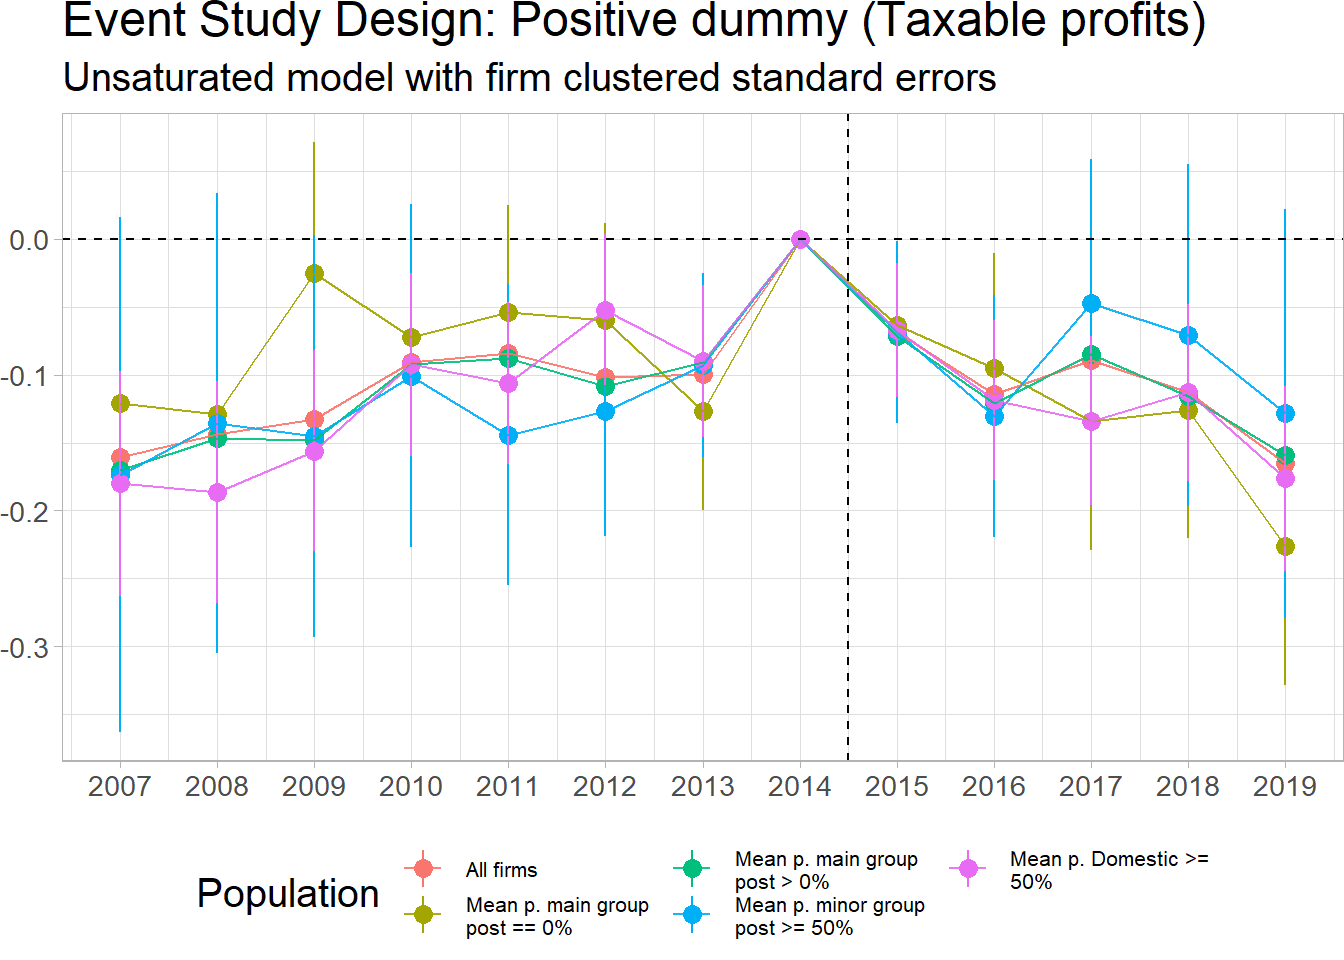 Event Study Design: Positive dummy (Taxable profits)
Unsaturated model with firm clustered standard errors
0.0
-0.1
-0.2
-0.3
2007 2008 2009 2010 2011 2012 2013 2014 2015 2016 2017 2018 2019
Population
All firms
Mean p. main group
post == 0%
Mean p. main group
post > 0%
Mean p. minor group
post >= 50%
Mean p. Domestic >=
50%